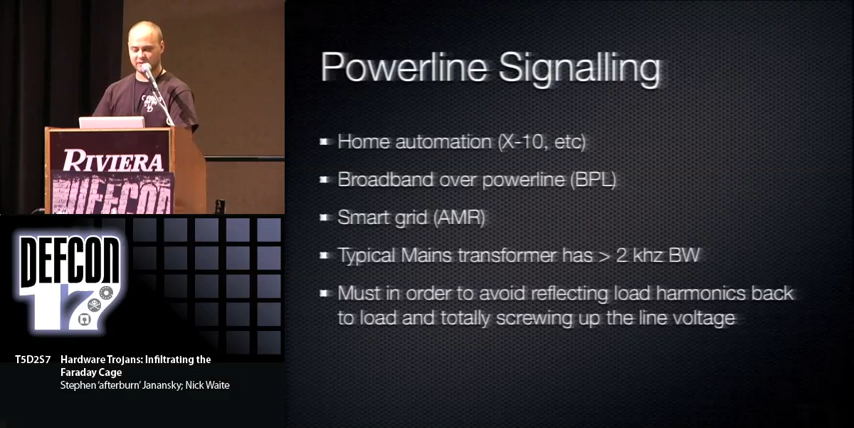 Powerline Signalling
Home automation (X-10, etc)
Broadband over powerline (BPL)
Smart grid (AMR)
Typical Mains transformer has > 2 khz BW
Must in order to avoid reflecting load harmonics back
to load and totally screwing up the line voltage
RIVIERA
DEFCON
DEFCON
17
T5D2S7 Hardware Trojans: Infiltrating the
Faraday Cage
Stephen 'afterburn' Janansky; Nick Waite